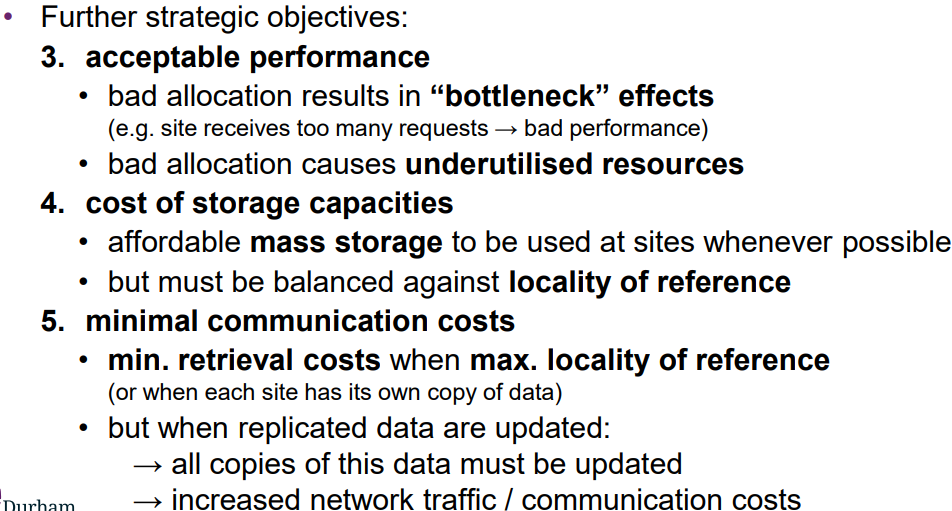 • Further strategic objectives:
3. acceptable performance
• bad allocation results in “bottleneck” effects
(e.g. site receives too many requests → bad performance)
• bad allocation causes underutilised resources
4. cost of storage capacities
• affordable mass storage to be used at sites whenever possible
• but must be balanced against locality of reference
5. minimal communication costs
• min. retrieval costs when max. locality of reference
(or when each site has its own copy of data)
• but when replicated data are updated:
→ all copies of this data must be updated
→ increased network traffic / communication costs
Durham